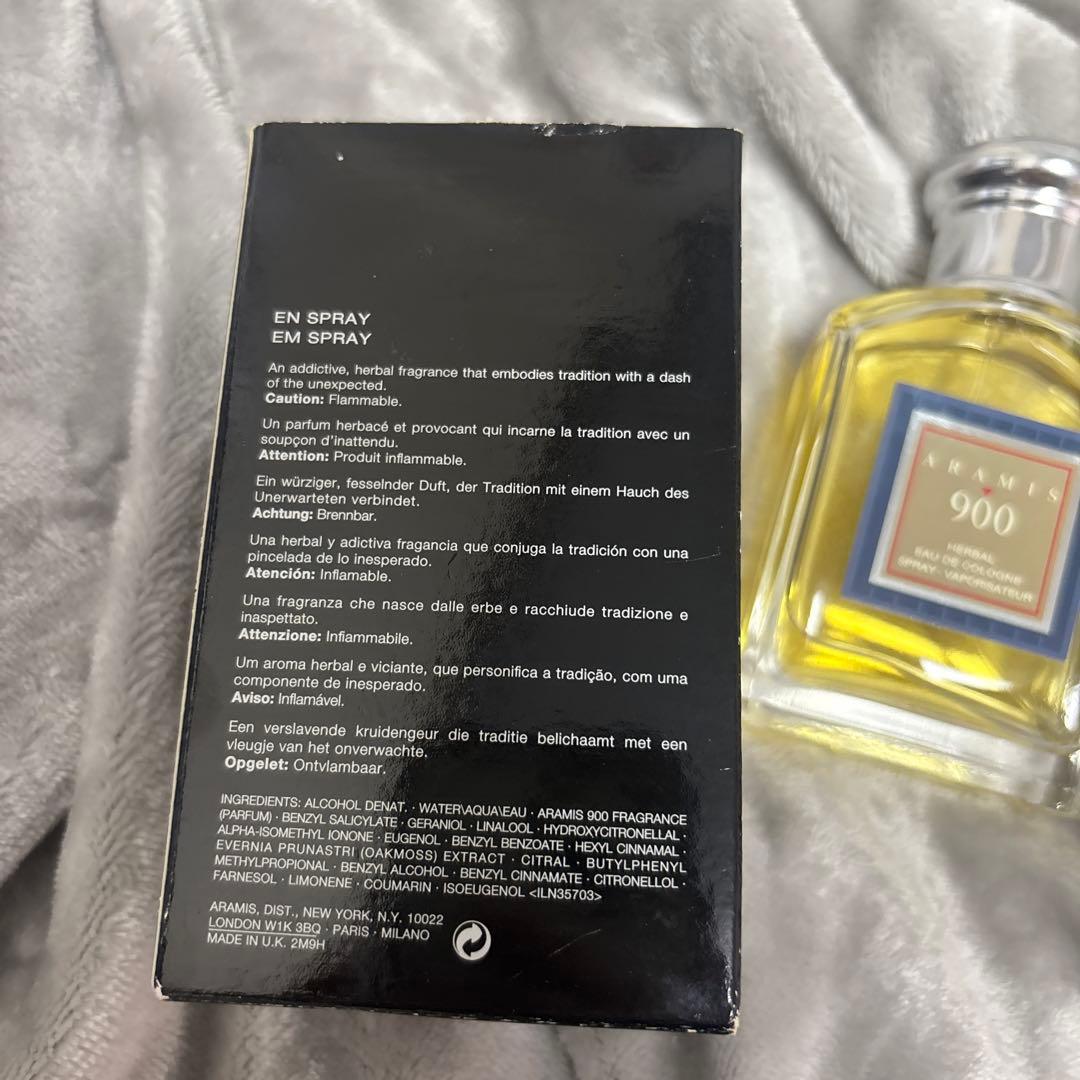 EN SPRAY
EM SPRAY
An addictive, herbal fragrance that embodies tradition with a dash
of the unexpected.
Caution: Flammable.
Un parfum herbacé et provocant qui incarne la tradition avec un
soupçon d'inattendu.
Attention: Produit inflammable.
Ein würziger, fesselnder Duft, der Tradition mit einem Hauch des
Unerwarteten verbindet.
Achtung: Brennbar.
Una herbal y adictiva fragancia que conjuga la tradición con una
pincelada de lo inesperado.
Atención: Inflamable.
Una fragranza che nasce dalle erbe e racchiude tradizione e
inaspettato.
Attenzione: Infiammabile.
Um aroma herbal e viciante, que personifica a tradição, com uma
componente de inesperado.
Aviso: Inflamável.
Een verslavende kruidengeur die traditie belichaamt met een
vleugje van het onverwachte.
Opgelet: Ontvlambaar.
INGREDIENTS: ALCOHOL DENAT. · WATER\AQUA\EAU · ARAMIS 900 FRAGRANCE
(PARFUM) · BENZYL SALICYLATE · GERANIOL · LINALOOL · HYDROXYCITRONELLAL ·
ALPHA-ISOMETHYL IONONE · EUGENOL · BENZYL BENZOATE · HEXYL CINNAMAL ·
EVERNIA PRUNASTRI (OAKMOSS) EXTRACT · CITRAL · BUTYLPHENYL
METHYLPROPIONAL · BENZYL ALCOHOL · BENZYL CINNAMATE · CITRONELLOL ·
FARNESOL · LIMONENE · COUMARIN · ISOEUGENOL <ILN35703>
ARAMIS, DIST., NEW YORK, N.Y. 10022
LONDON W1K 3BQ · PARIS · MILANO
MADE IN U.K. 2M9H
ARAMIS
900
HERBAL
EAU DE COLOGNE
SPRAY · VAPORISATEUR